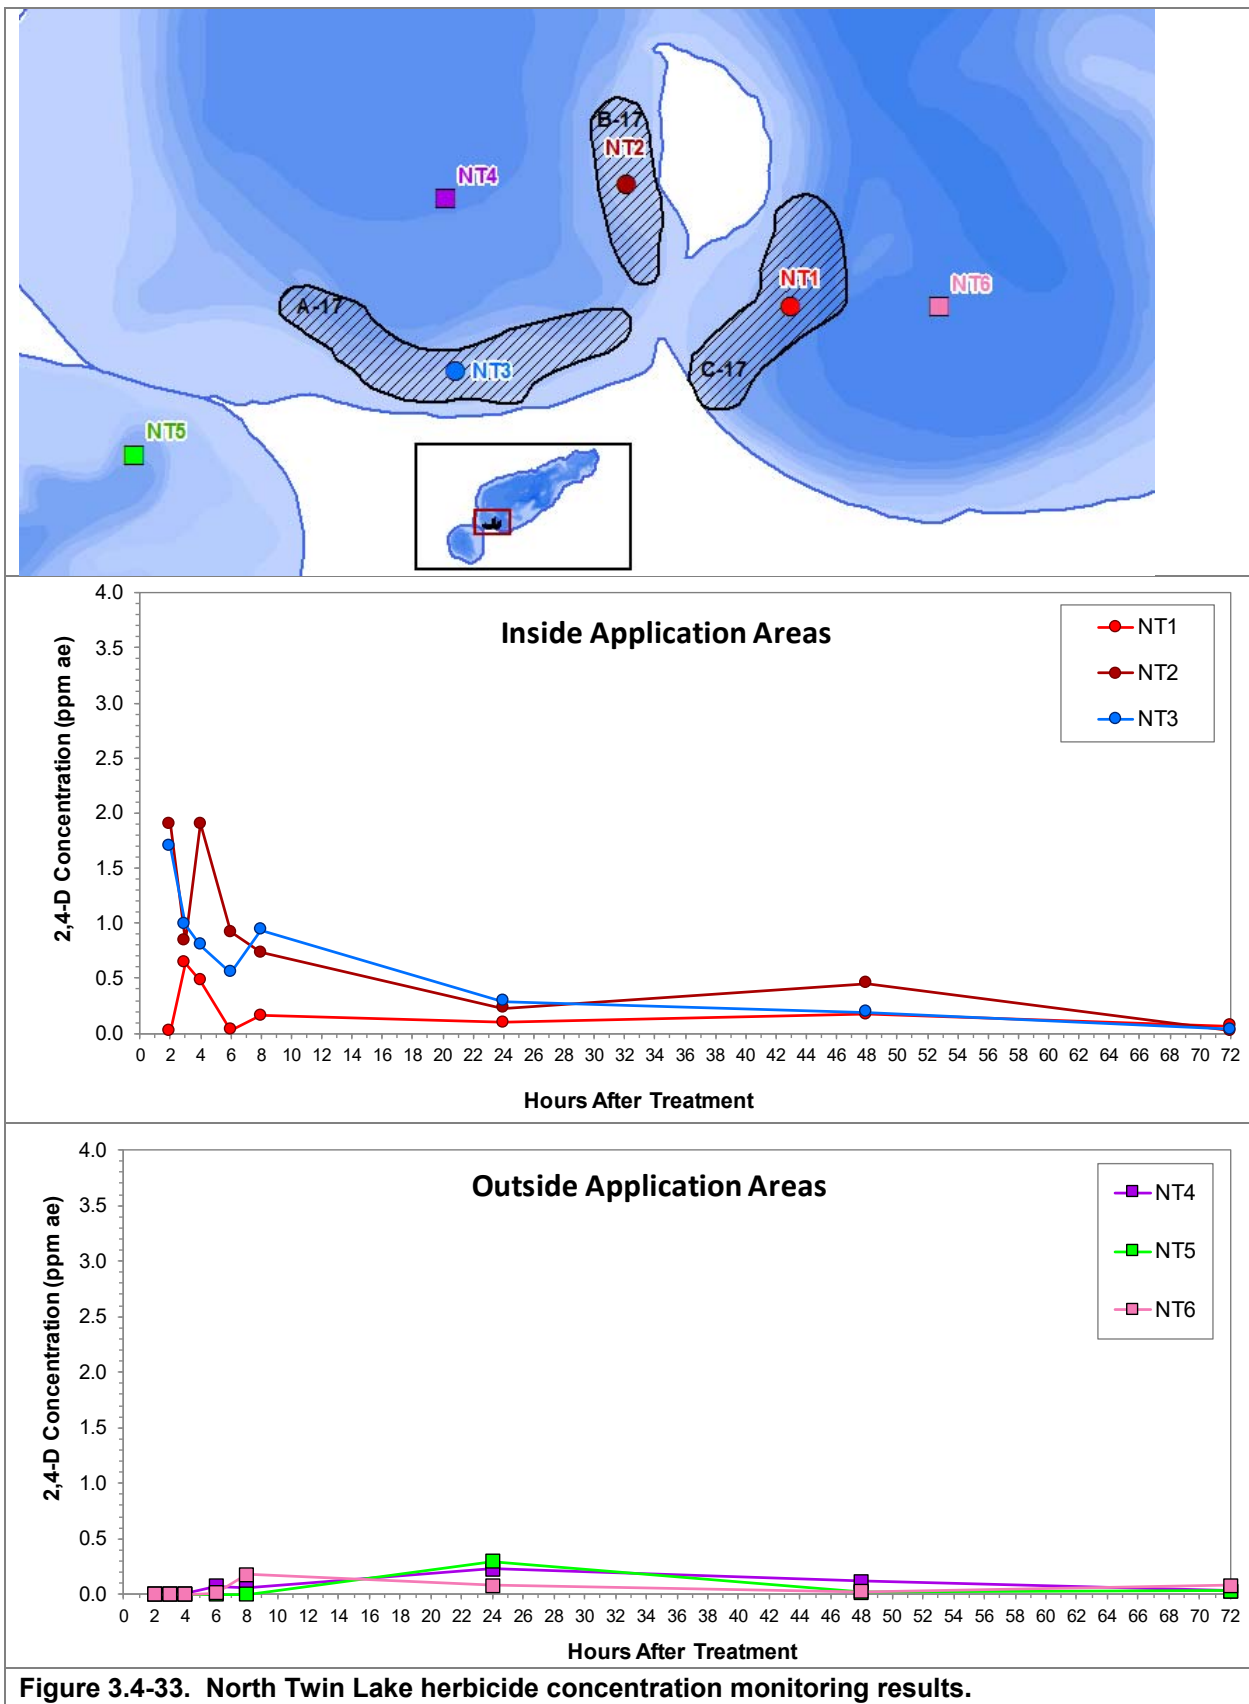 B-17
NT2
NT4
NT1
NT6
A-17
NT3
C-17
NT5
Inside Application Areas
2,4-D Concentration (ppm ae)
4.0
3.5
3.0
2.5
2.0
1.5
1.0
0.5
0.0
NT1
NT2
NT3
0 2 4 6 8 10 12 14 16 18 20 22 24 26 28 30 32 34 36 38 40 42 44 46 48 50 52 54 56 58 60 62 64 66 68 70 72
Hours After Treatment
Outside Application Areas
2,4-D Concentration (ppm ae)
4.0
3.5
3.0
2.5
2.0
1.5
1.0
0.5
0.0
NT4
NT5
NT6
0 2 4 6 8 10 12 14 16 18 20 22 24 26 28 30 32 34 36 38 40 42 44 46 48 50 52 54 56 58 60 62 64 66 68 70 72
Hours After Treatment
Figure 3.4-33. North Twin Lake herbicide concentration monitoring results.